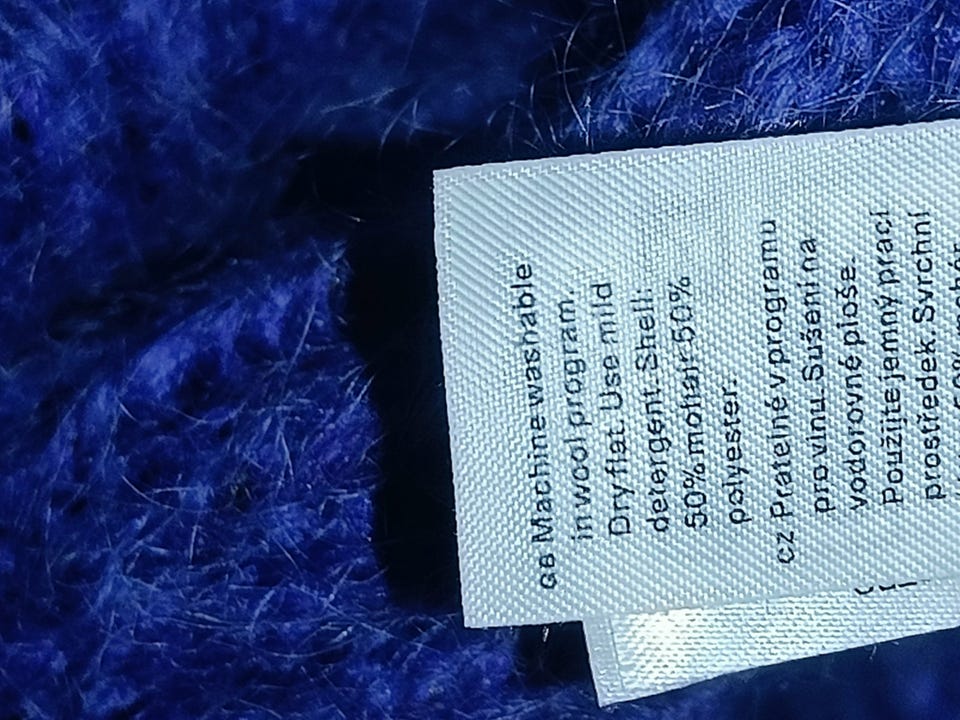 GB Machine washable
in wool program.
Dry flat. Use mild
detergent. Shell:
50% mohair 50%
polyester.
CZ Pratelné v programu
pro vlnu. Sušení na
vodorovné ploše.
Použijte jemný prací
prostředek. Svrchní